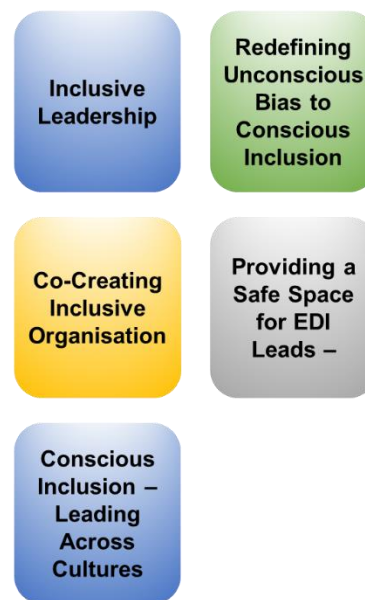 Inclusive
Leadership
Redefining
Unconscious
Bias to
Conscious
Inclusion
Co-Creating
Inclusive
Organisation
Providing a
Safe Space
for EDI
Leads –
Conscious
Inclusion –
Leading
Across
Cultures